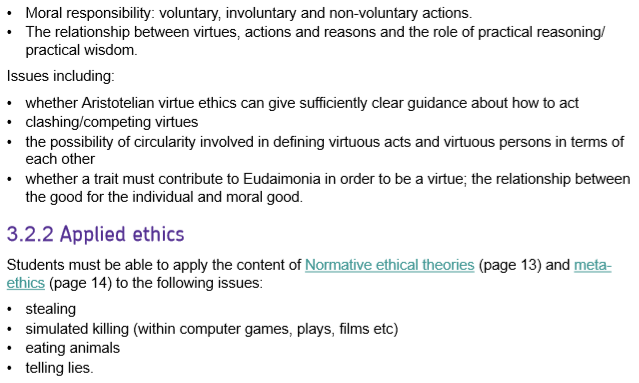 • Moral responsibility: voluntary, involuntary and non-voluntary actions.
• The relationship between virtues, actions and reasons and the role of practical reasoning/
practical wisdom.
Issues including:
• whether Aristotelian virtue ethics can give sufficiently clear guidance about how to act
• clashing/competing virtues
• the possibility of circularity involved in defining virtuous acts and virtuous persons in terms of
each other
• whether a trait must contribute to Eudaimonia in order to be a virtue; the relationship between
the good for the individual and moral good.
3.2.2 Applied ethics
Students must be able to apply the content of Normative ethical theories (page 13) and meta-
ethics (page 14) to the following issues:
• stealing
• simulated killing (within computer games, plays, films etc)
• eating animals
• telling lies.